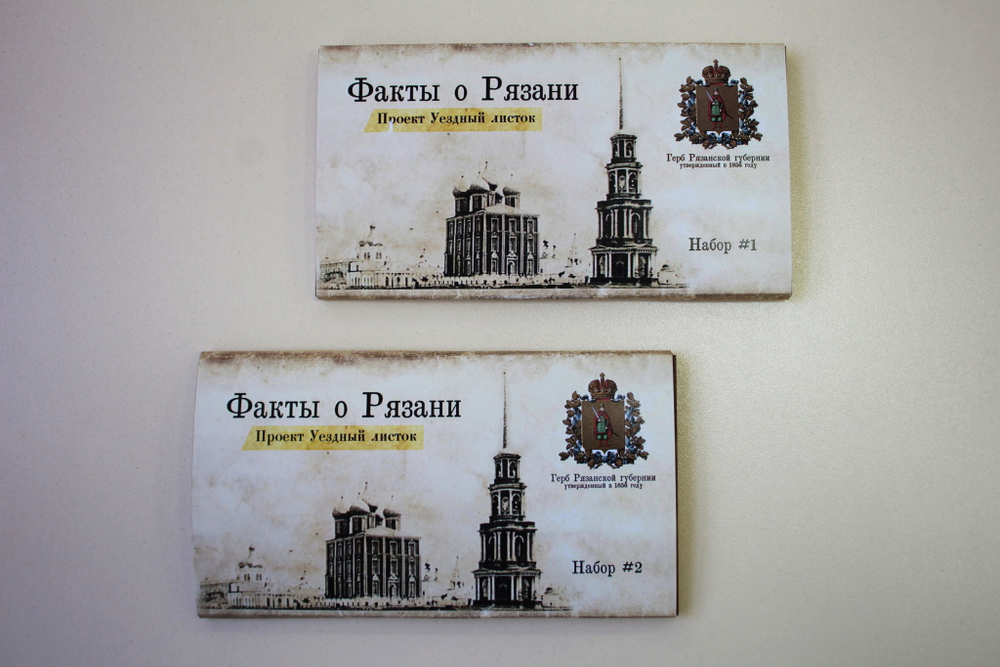 Факты о Рязани
Проект Уездный листок
Герб Рязанской губернии
утвержденный в 1856 году
Набор #1
Факты о Рязани
Проект Уездный листок
Герб Рязанской губернии
утвержденный в 1856 году
Набор #2